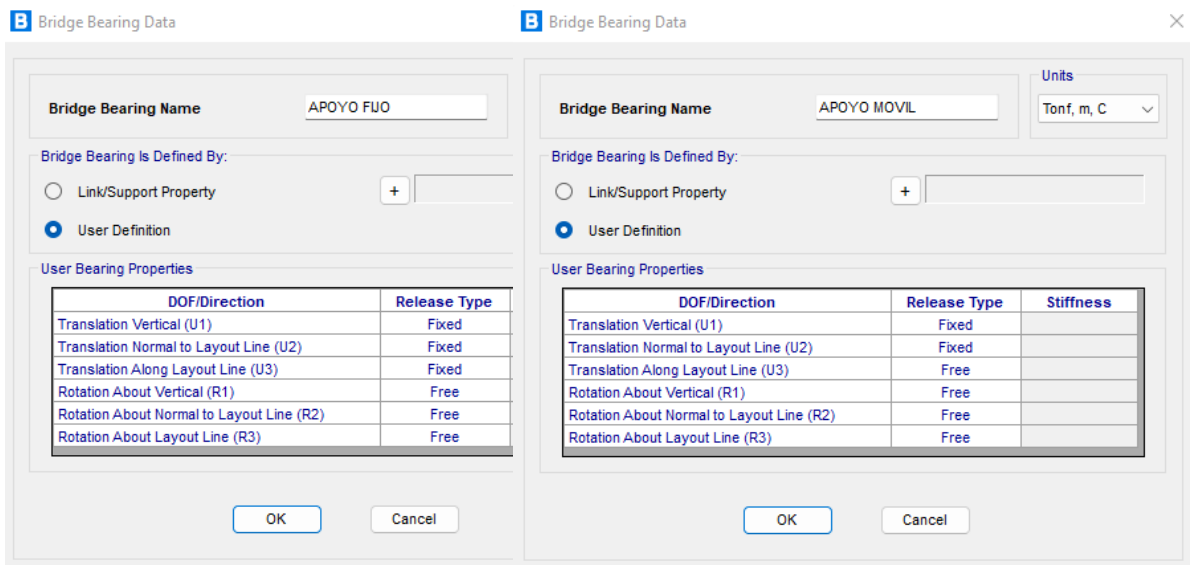 B Bridge Bearing Data
Bridge Bearing Name APOYO FIJO
Bridge Bearing Is Defined By:
Link/Support Property +
User Definition
User Bearing Properties
DOF/Direction Release Type
Translation Vertical (U1) Fixed
Translation Normal to Layout Line (U2) Fixed
Translation Along Layout Line (U3) Fixed
Rotation About Vertical (R1) Free
Rotation About Normal to Layout Line (R2) Free
Rotation About Layout Line (R3) Free
OK Cancel
B Bridge Bearing Data
Units
Bridge Bearing Name APOYO MOVIL Tonf, m, C
Bridge Bearing Is Defined By:
Link/Support Property +
User Definition
User Bearing Properties
DOF/Direction Release Type Stiffness
Translation Vertical (U1) Fixed
Translation Normal to Layout Line (U2) Fixed
Translation Along Layout Line (U3) Free
Rotation About Vertical (R1) Free
Rotation About Normal to Layout Line (R2) Free
Rotation About Layout Line (R3) Free
OK Cancel